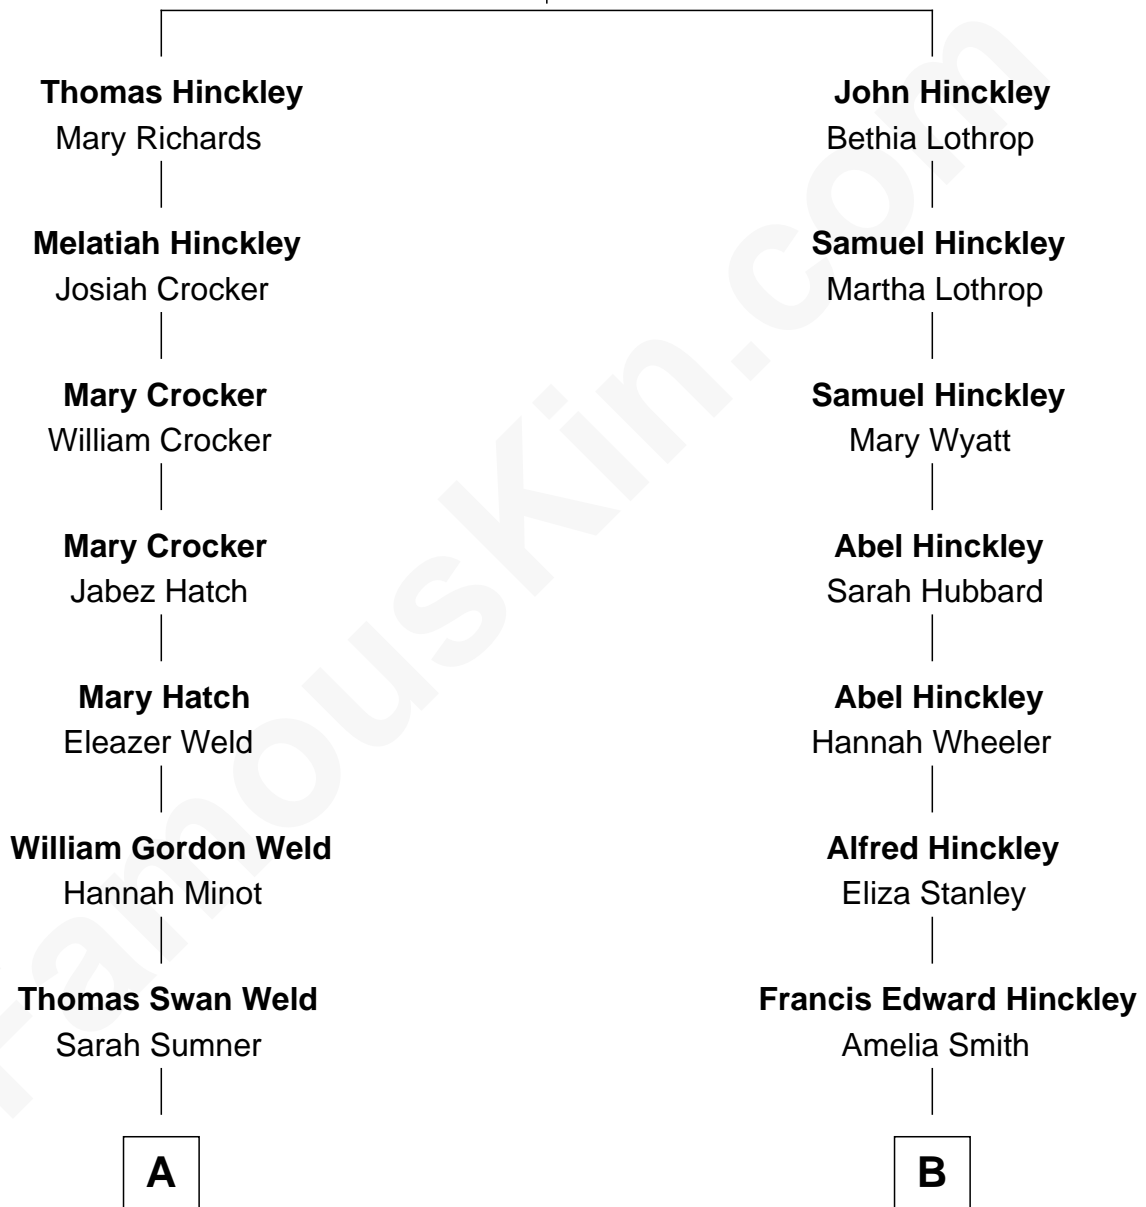 Thomas Hinckley
Mary Richards
Melatiah Hinckley
Josiah Crocker
Mary Crocker
William Crocker
Mary Crocker
Jabez Hatch
Mary Hatch
Eleazer Weld
William Gordon Weld
Hannah Minot
Thomas Swan Weld
Sarah Sumner
A
John Hinckley
Bethia Lothrop
Samuel Hinckley
Martha Lothrop
Samuel Hinckley
Mary Wyatt
Abel Hinckley
Sarah Hubbard
Abel Hinckley
Hannah Wheeler
Alfred Hinckley
Eliza Stanley
Francis Edward Hinckley
Amelia Smith
B
FamousKin.com